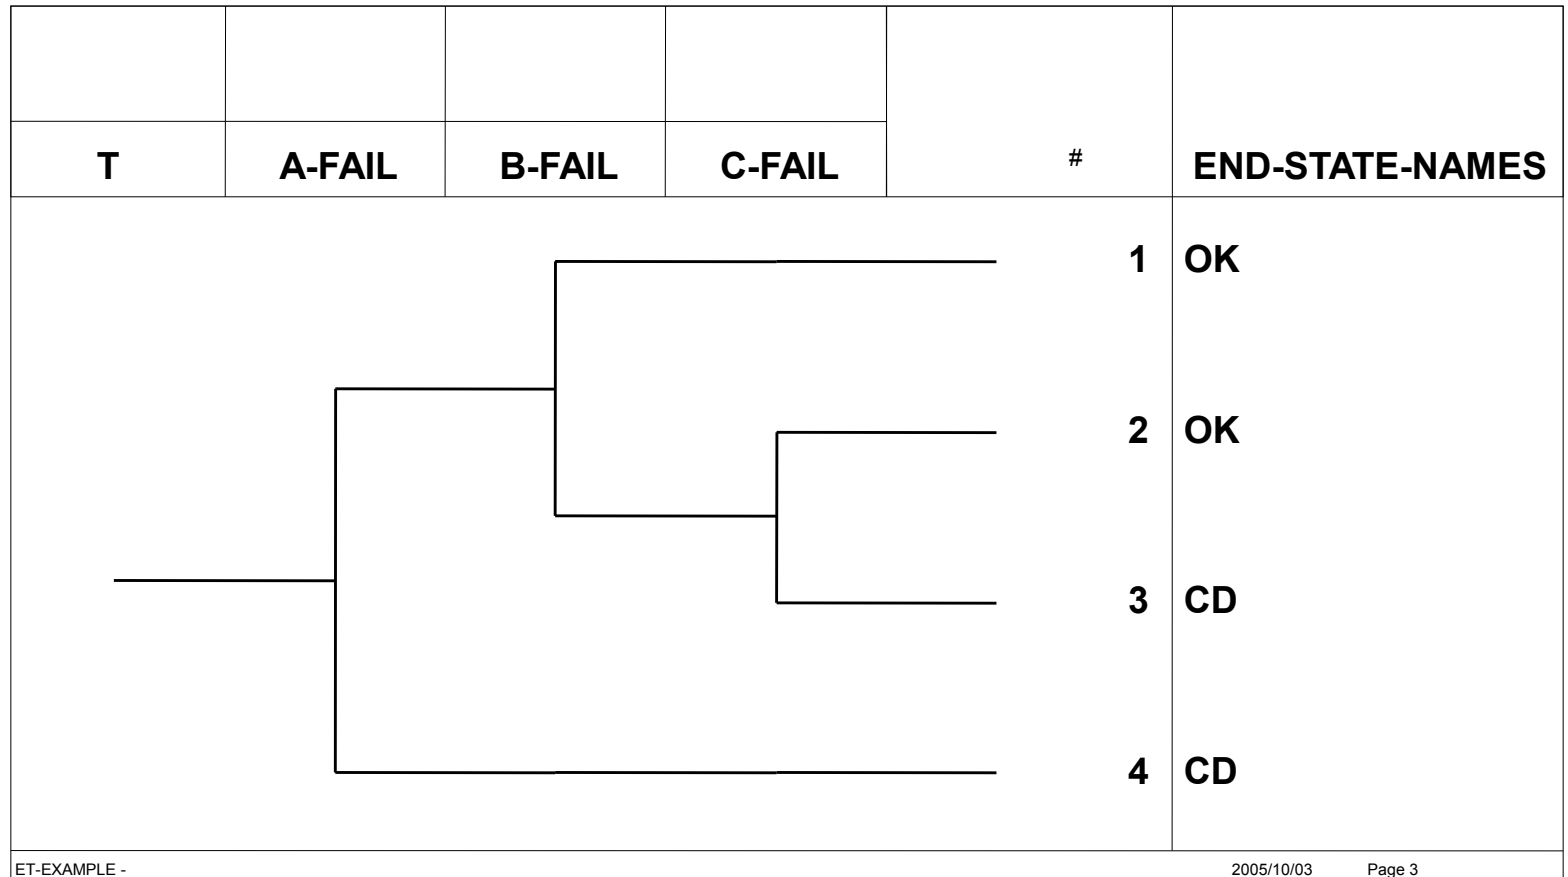 T A-FAIL B-FAIL C-FAIL # END-STATE-NAMES
1 OK
2 OK
3 CD
4 CD
ET-EXAMPLE - 2005/10/03 Page 3